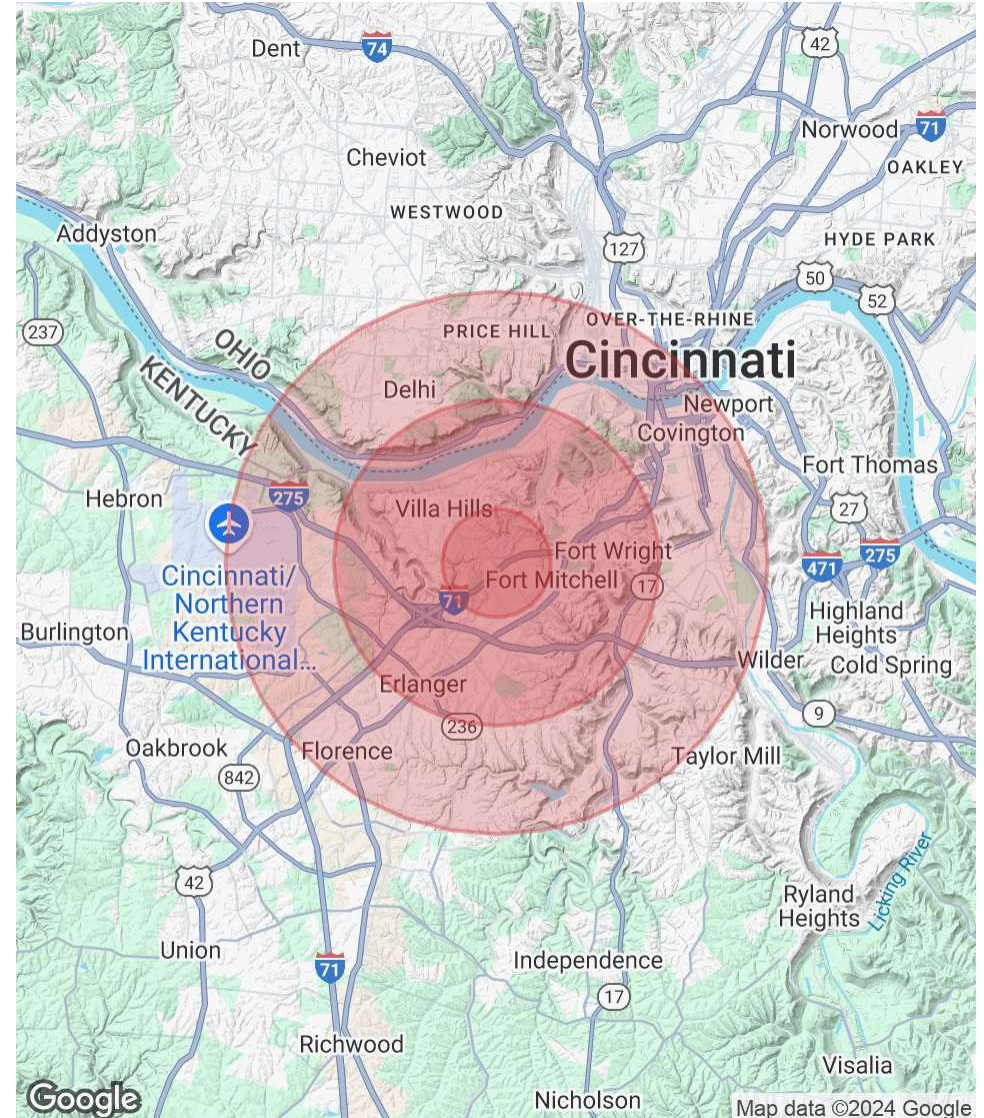 Dent
74
42
Norwood
71
OAKLEY
Cheviot
WESTWOOD
Addyston
127
HYDE PARK
50
52
237
OHIO
KENTUCKY
PRICE HILL
OVER-THE-RHINE
Cincinnati
Delhi
Newport
Covington
Fort Thomas
Hebron
275
Villa Hills
27
Fort Wright
471
275
Fort Mitchell
17
71
Cincinnati/
Northern
Kentucky
International...
Highland
Heights
Burlington
Wilder
Cold Spring
Erlanger
236
9
Oakbrook
Florence
Taylor Mill
842
42
Ryland
Heights
Licking River
Union
71
Independence
17
Richwood
Visalia
Nicholson
Google
Map data ©2024 Google